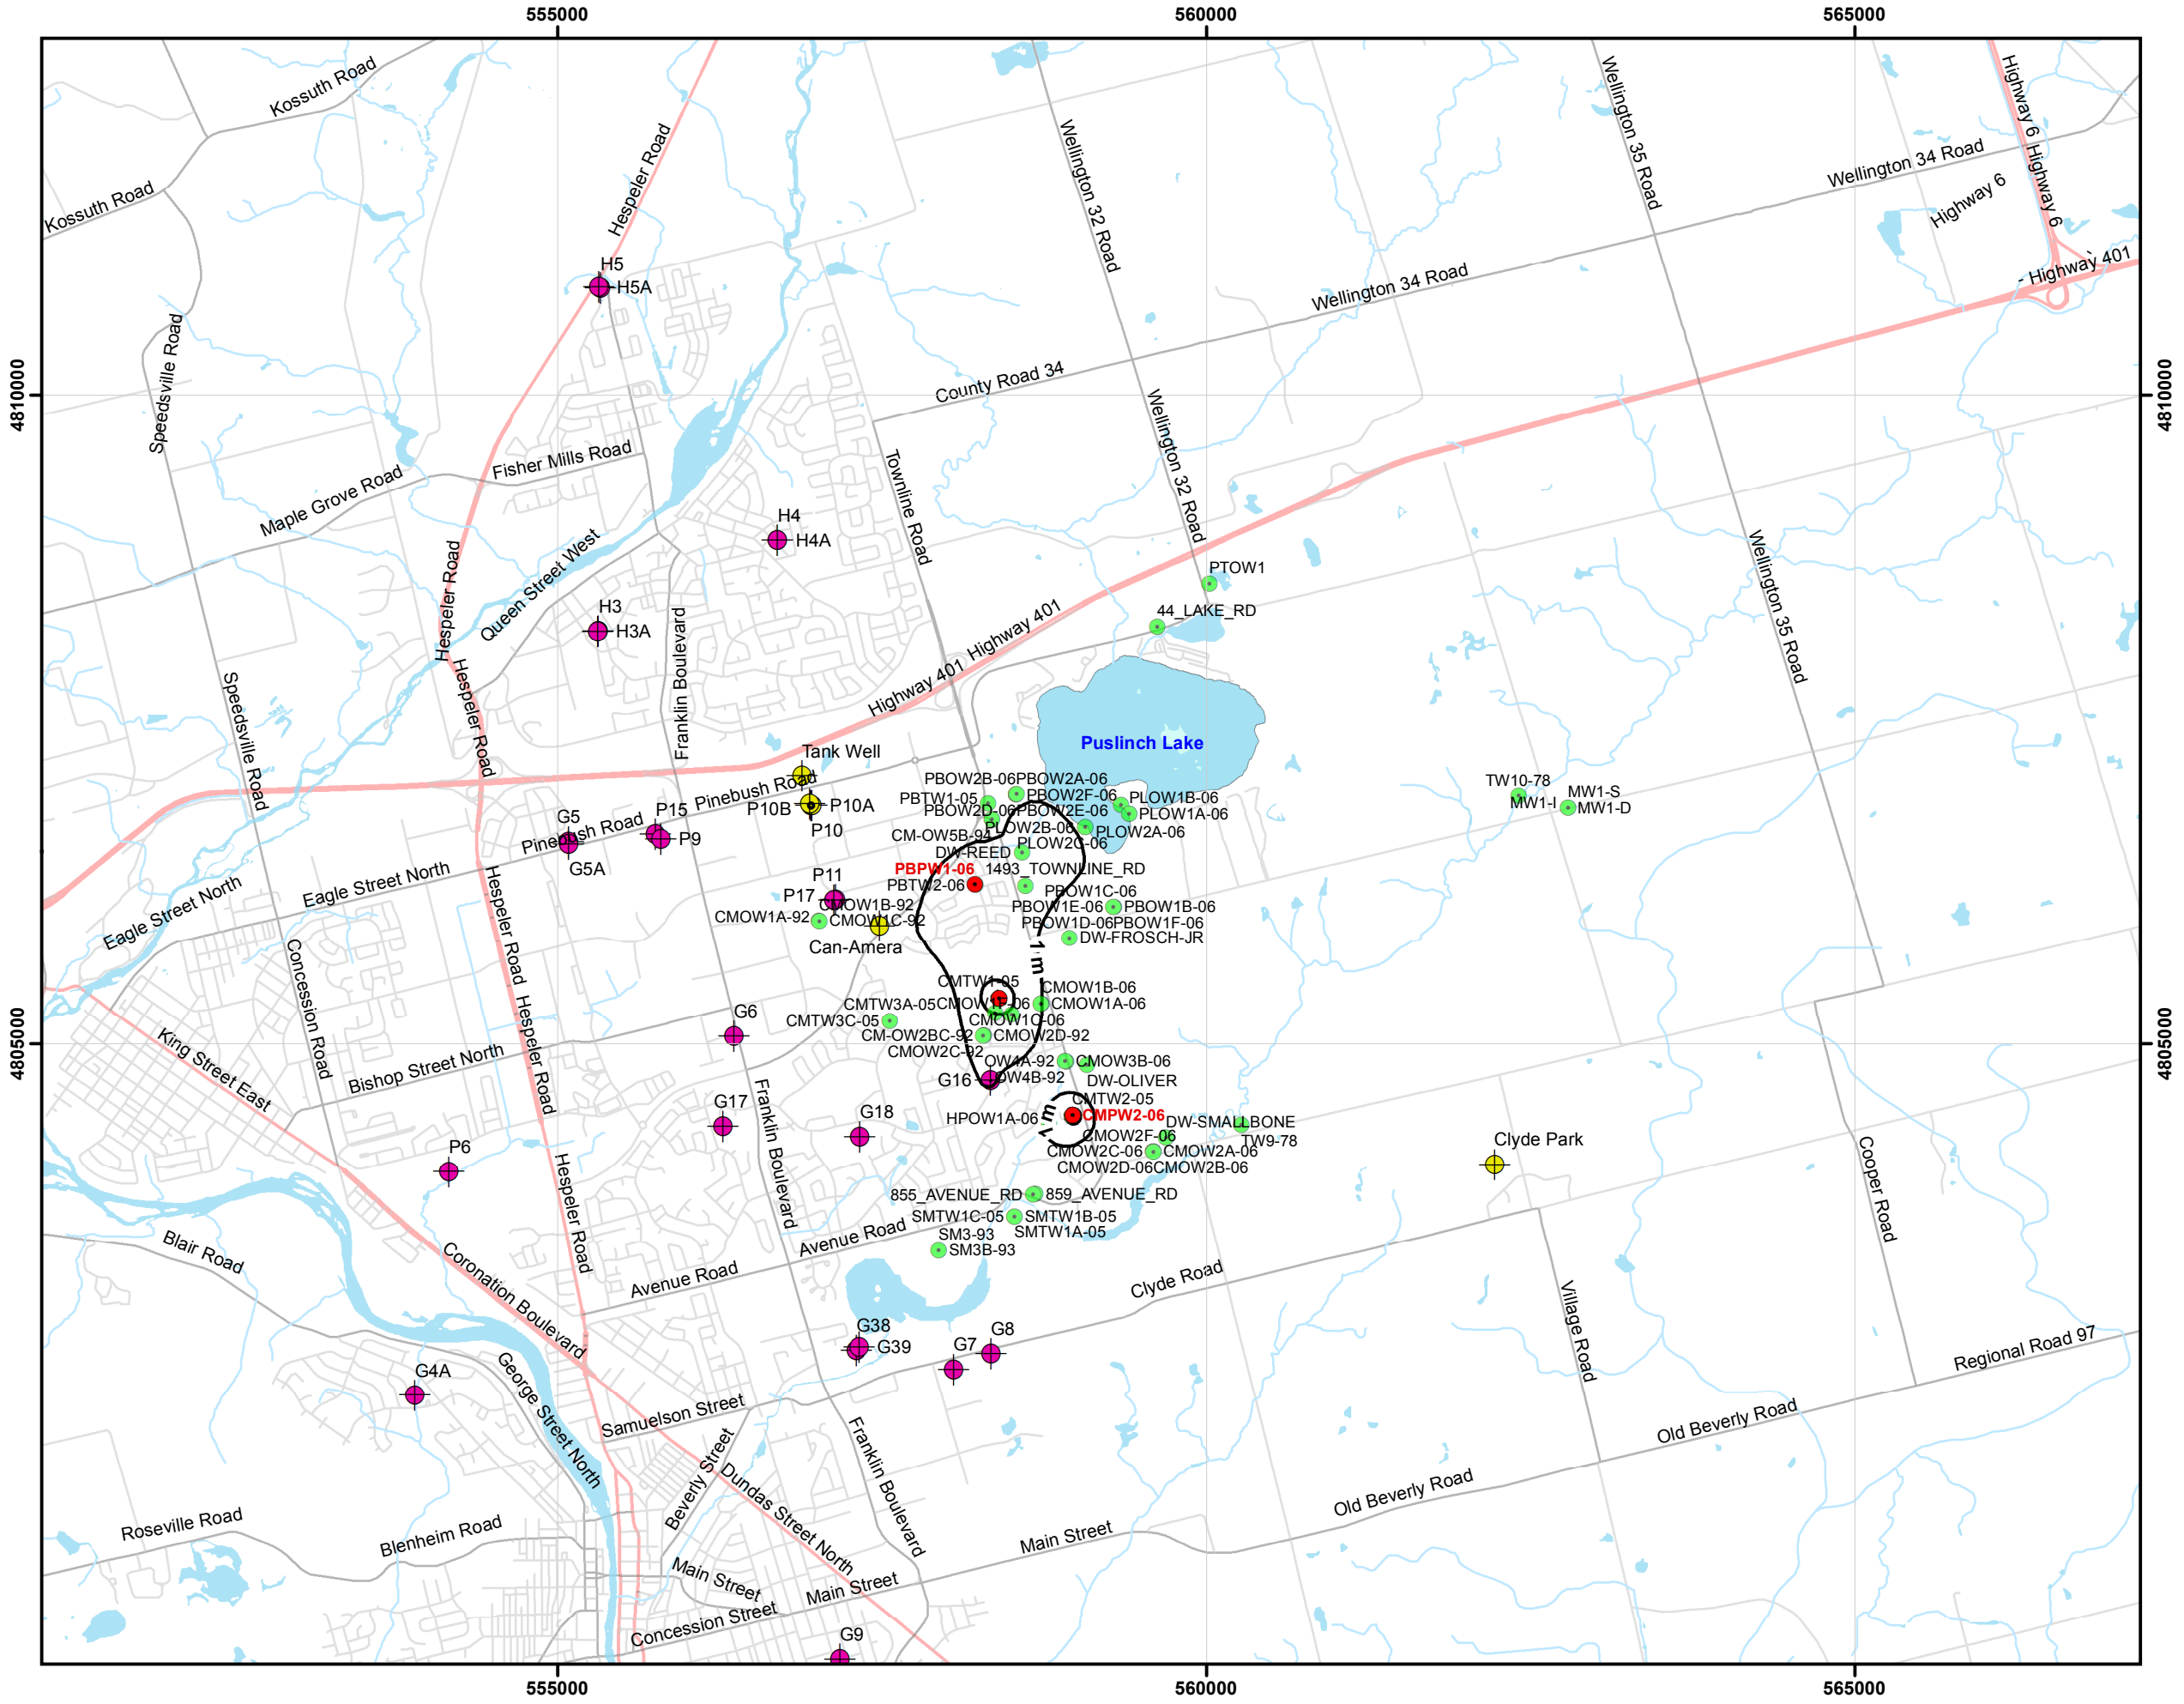 555000
560000
565000
Kossuth Road
Kossuth Road
Hespeler Road
Wellington 32 Road
Wellington 35 Road
Highway 6
Highway 6
Wellington 34 Road
Highway 6
- Highway 401
H5
H5A
Wellington 34 Road
4810000
4810000
Speedsville Road
County Road 34
Wellington 32 Road
Fisher Mills Road
Maple Grove Road
Townline Road
H4
H4A
Queen Street West
Hespeler Road
Wellington 35 Road
PTOW1
44_LAKE_RD
H3
H3A
Franklin Boulevard
Highway 401
Highway 401
Speedsville Road
Hespeler Road
Puslinch Lake
Tank Well
Pinebush Road
P10B
P10A
P10
PBOW2B-06
PBOW2A-06
PBTW1-05
PBOW2F-06
PBOW2D-06
PBOW2E-06
PLOW1B-06
PLOW1A-06
TW10-78
MW1-S
MW1-I
MW1-D
G5
Pinebush Road
P15
P9
G5A
CM-OW5B-94
PLOW2B-06
PLOW2A-06
PLOW2C-06
DW-REED
PBPW1-06
1493_TOWNLINE_RD
PBTW2-06
Eagle Street North
Eagle Street North
P11
P17
CMOW1B-92
CMOW1A-92
CMOW1C-92
Can-Amera
PBOW1C-06
PBOW1E-06
PBOW1B-06
PBOW1D-06
PBOW1F-06
DW-FROSCH-JR
1 m
Concession Road
Hespeler Road
Hespeler Road
CMTW1-05
CMOW1B-06
CMTW3A-05
CMOW1A-06
CMTW3C-05
CMOW1C-06
G6
CM-OW2BC-92
CMOW2D-92
CMOW2C-92
4805000
4805000
King Street East
Bishop Street North
OW4A-92
CMOW3B-06
G16
OW4B-92
DW-OLIVER
CMTW2-05
HPOW1A-06
CMPW2-06
1 m
DW-SMALLBONE
CMOW2F-06
TW9-78
CMOW2C-06
CMOW2A-06
CMOW2D-06
CMOW2B-06
G17
G18
Franklin Boulevard
P6
Clyde Park
Cooper Road
Hespeler Road
855_AVENUE_RD
859_AVENUE_RD
SMTW1C-05
SMTW1B-05
SMTW1A-05
SM3-93
SM3B-93
Avenue Road
Avenue Road
Blair Road
Coronation Boulevard
Clyde Road
Village Road
G38
G39
G7
G8
Regional Road 97
G4A
George Street North
Samuelson Street
Old Beverly Road
Franklin Boulevard
Beverly Street
Dundas Street North
Old Beverly Road
Roseville Road
Blenheim Road
Main Street
Main Street
Main Street
Concession Street
G9
555000
560000
565000